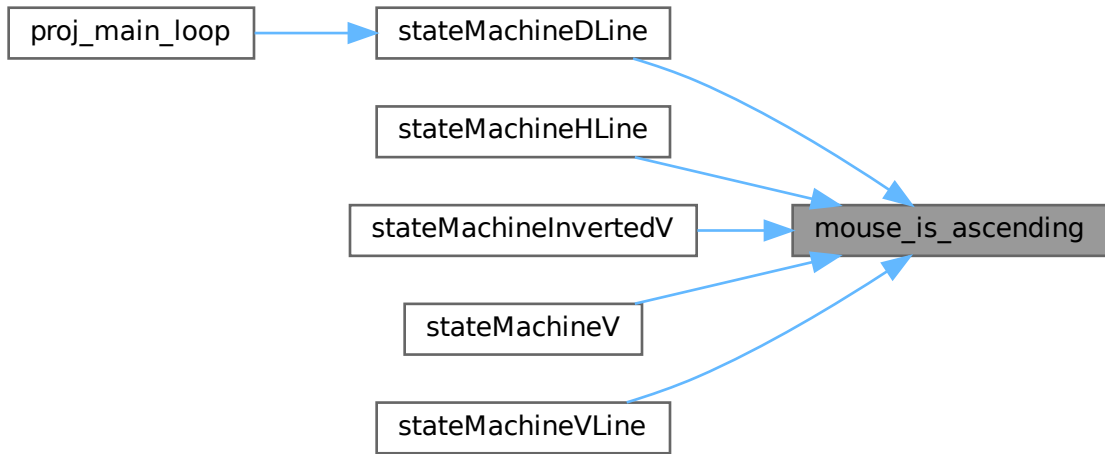 proj_main_loop
stateMachineDLine
stateMachineHLine
stateMachineInvertedV
mouse_is_ascending
stateMachineV
stateMachineVLine